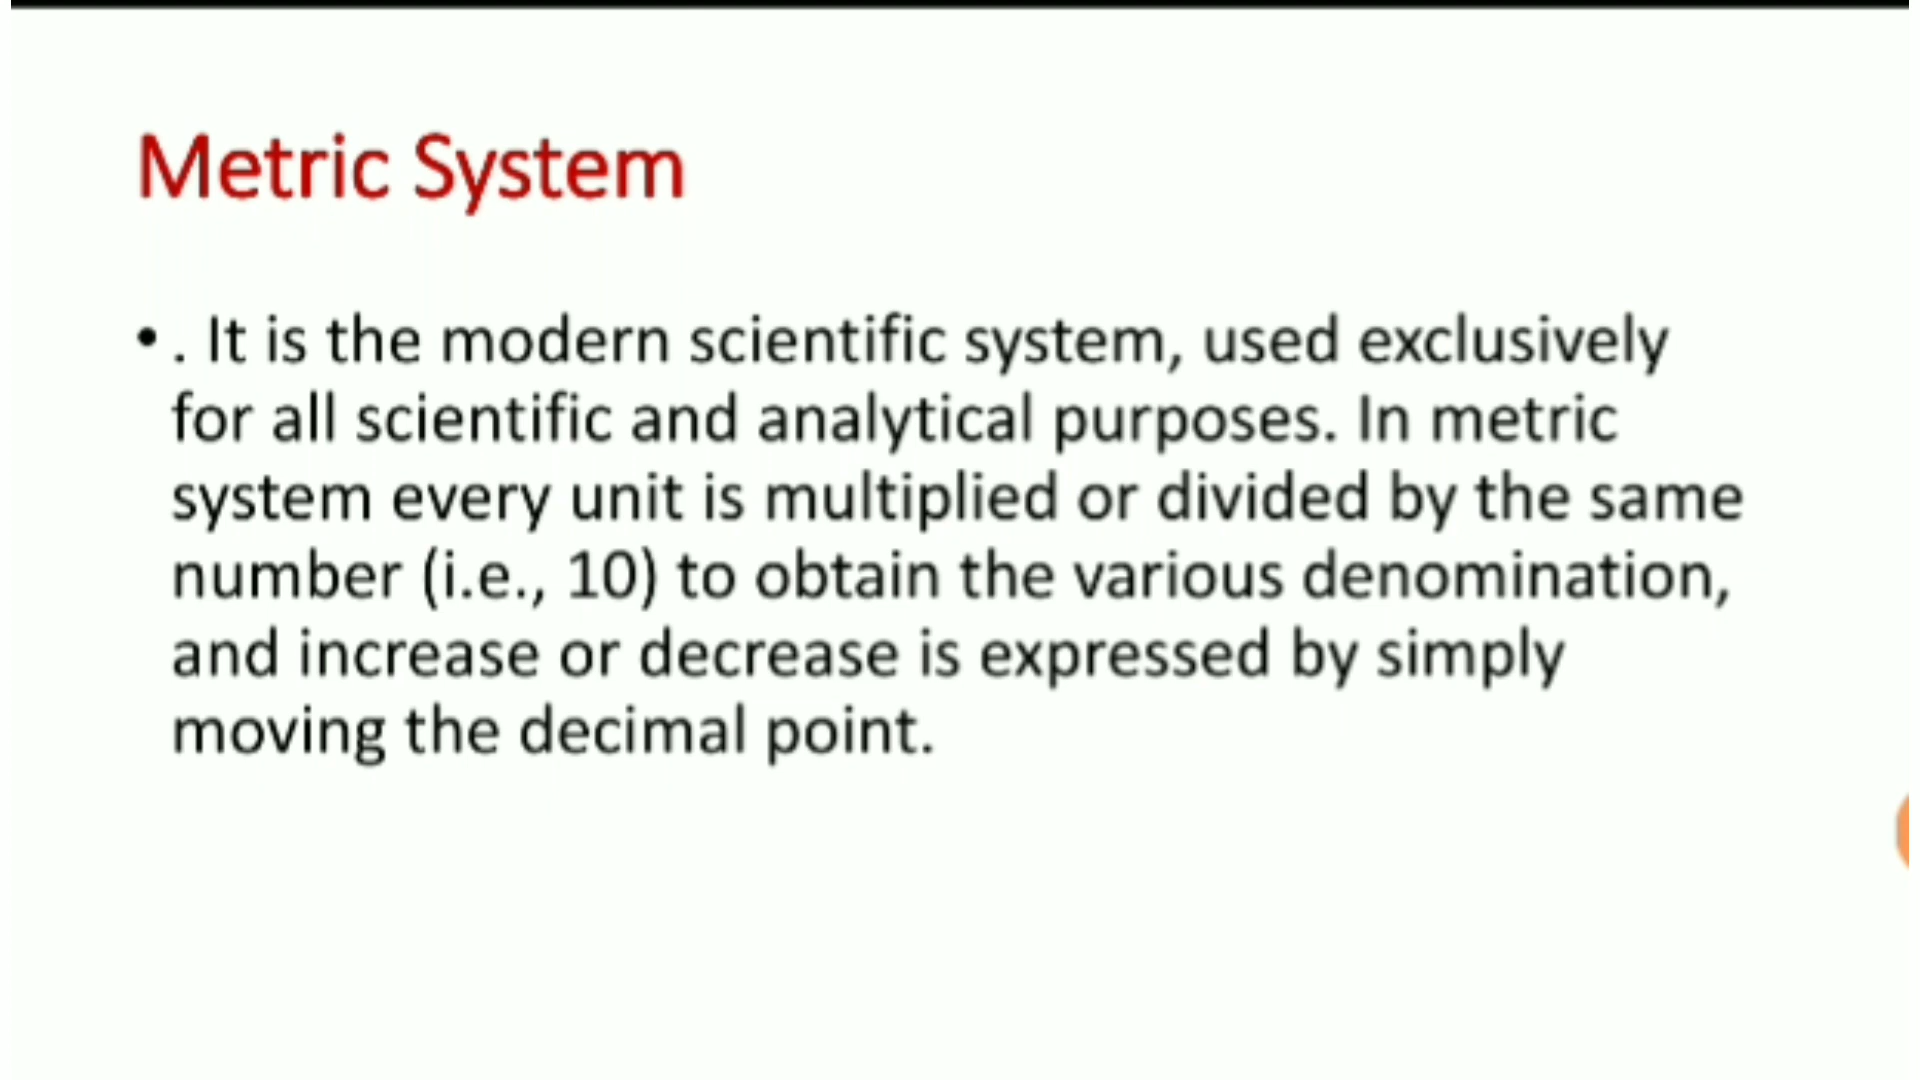 Metric System
• . It is the modern scientific system, used exclusively
for all scientific and analytical purposes. In metric
system every unit is multiplied or divided by the same
number (i.e., 10) to obtain the various denomination,
and increase or decrease is expressed by simply
moving the decimal point.